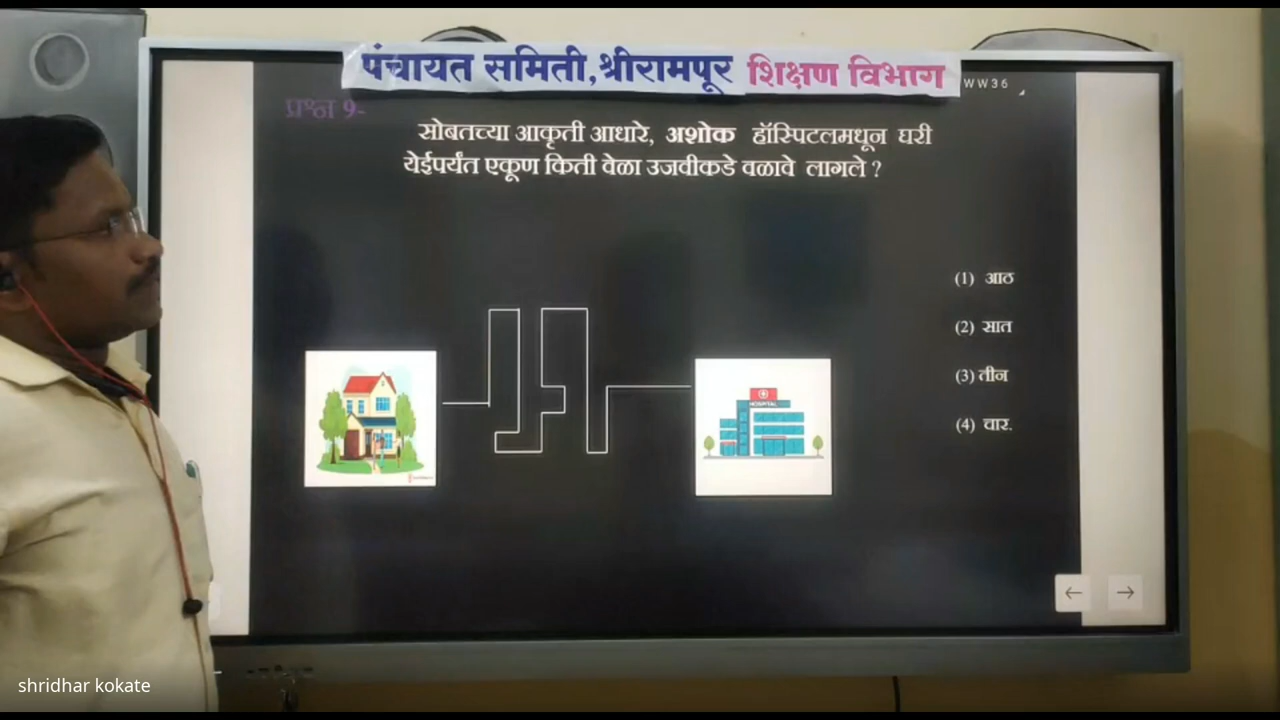 पंचायत समिती,श्रीरामपूर शिक्षण विभाग
WW36
प्रश्न 9-
सोबतच्या आकृती आधारे, अशोक हॉस्पिटलमधून घरी
येईपर्यंत एकूण किती वेळा उजवीकडे वळावे लागले ?
(1) आठ
(2) सात
(3) तीन
(4) चार.
HOSPITAL
shridhar kokate